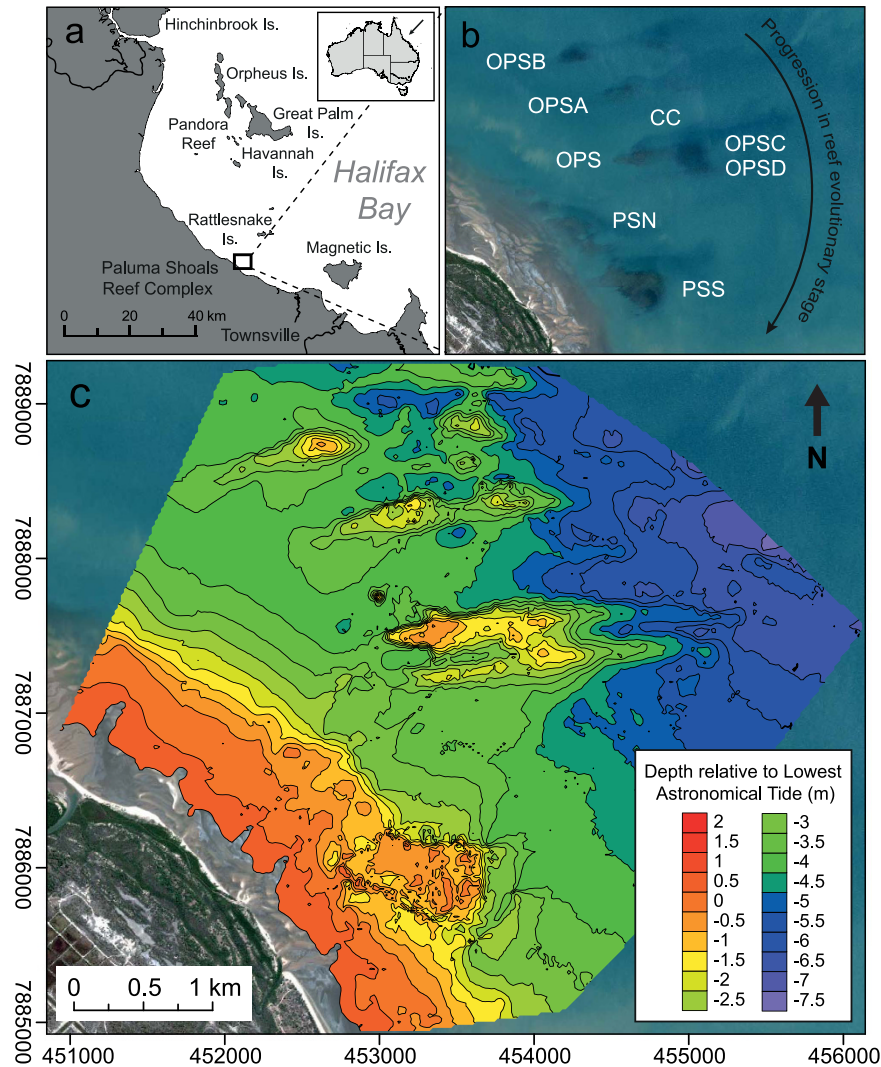 a
Hinchinbrook Is.
Orpheus Is.
Great Palm
Is.
Pandora
Reef
Havannah
Is.
Halifax
Bay
Rattlesnake
Is.
Magnetic Is.
Paluma Shoals
Reef Complex
0 20 40 km
Townsville
b
OPSB
OPSA
CC
OPSC
OPS
OPSD
PSN
PSS
Progression in reef evolutionary stage
c
N
7889000
7888000
7887000
7886000
7885000
Depth relative to Lowest
Astronomical Tide (m)
2 -3
1.5 -3.5
1 -4
0.5 -4.5
0 -5
-0.5 -5.5
-1 -6
-1.5 -6.5
-2 -7
-2.5 -7.5
0 0.5 1 km
451000 452000 453000 454000 455000 456000